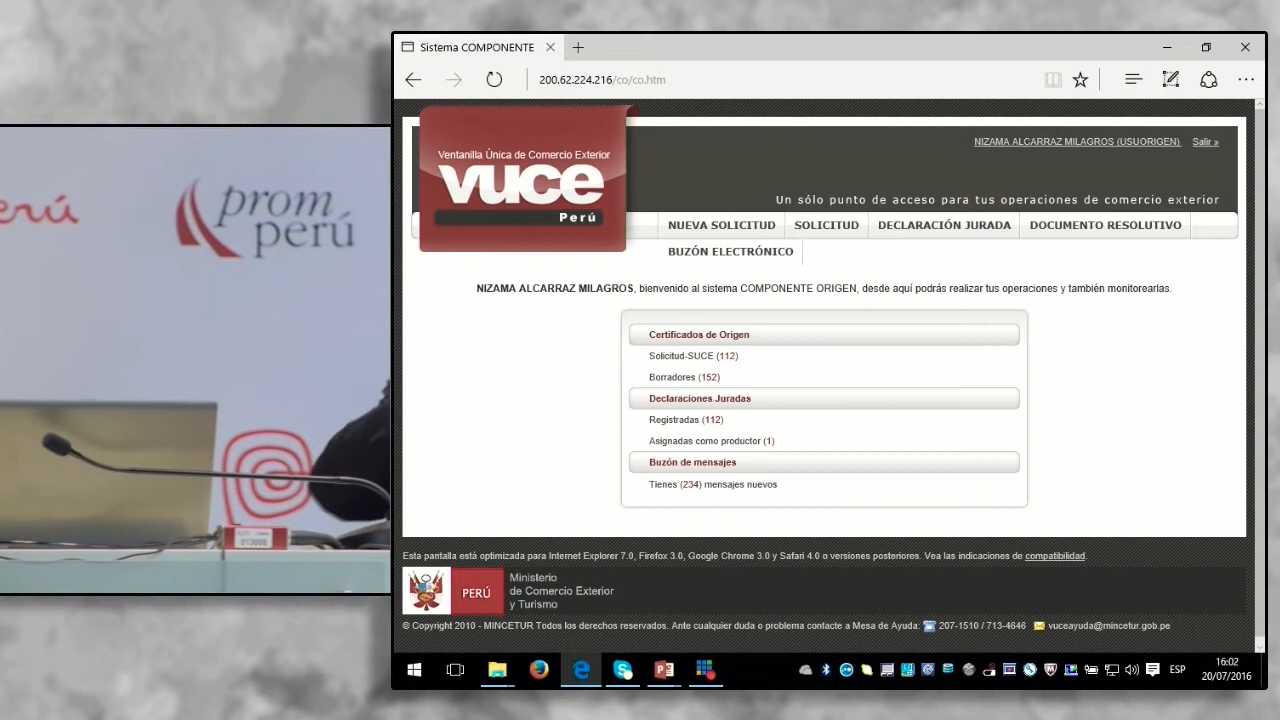 erú
prom
perú
Sistema COMPONENTE
200.62.224.216/co/co.htm
Ventanilla Única de Comercio Exterior
vuce
Perú
NIZAMA ALCARRAZ MILAGROS (USUORIGEN)   Salir »
Un sólo punto de acceso para tus operaciones de comercio exterior
NUEVA SOLICITUD   SOLICITUD   DECLARACIÓN JURADA   DOCUMENTO RESOLUTIVO
BUZÓN ELECTRÓNICO
NIZAMA ALCARRAZ MILAGROS, bienvenido al sistema COMPONENTE ORIGEN, desde aquí podrás realizar tus operaciones y también monitorearlas.
Certificados de Origen
Solicitud-SUCE (112)
Borradores (152)
Declaraciones Juradas
Registradas (112)
Asignadas como productor (1)
Buzón de mensajes
Tienes (234) mensajes nuevos
Esta pantalla está optimizada para Internet Explorer 7.0, Firefox 3.0, Google Chrome 3.0 y Safari 4.0 o versiones posteriores. Vea las indicaciones de compatibilidad.
PERÚ
Ministerio
de Comercio Exterior
y Turismo
© Copyright 2010 - MINCETUR Todos los derechos reservados. Ante cualquier duda o problema contacte a Mesa de Ayuda: 207-1510 / 713-4646 vuceayuda@mincetur.gob.pe
ESP
16:02
20/07/2016